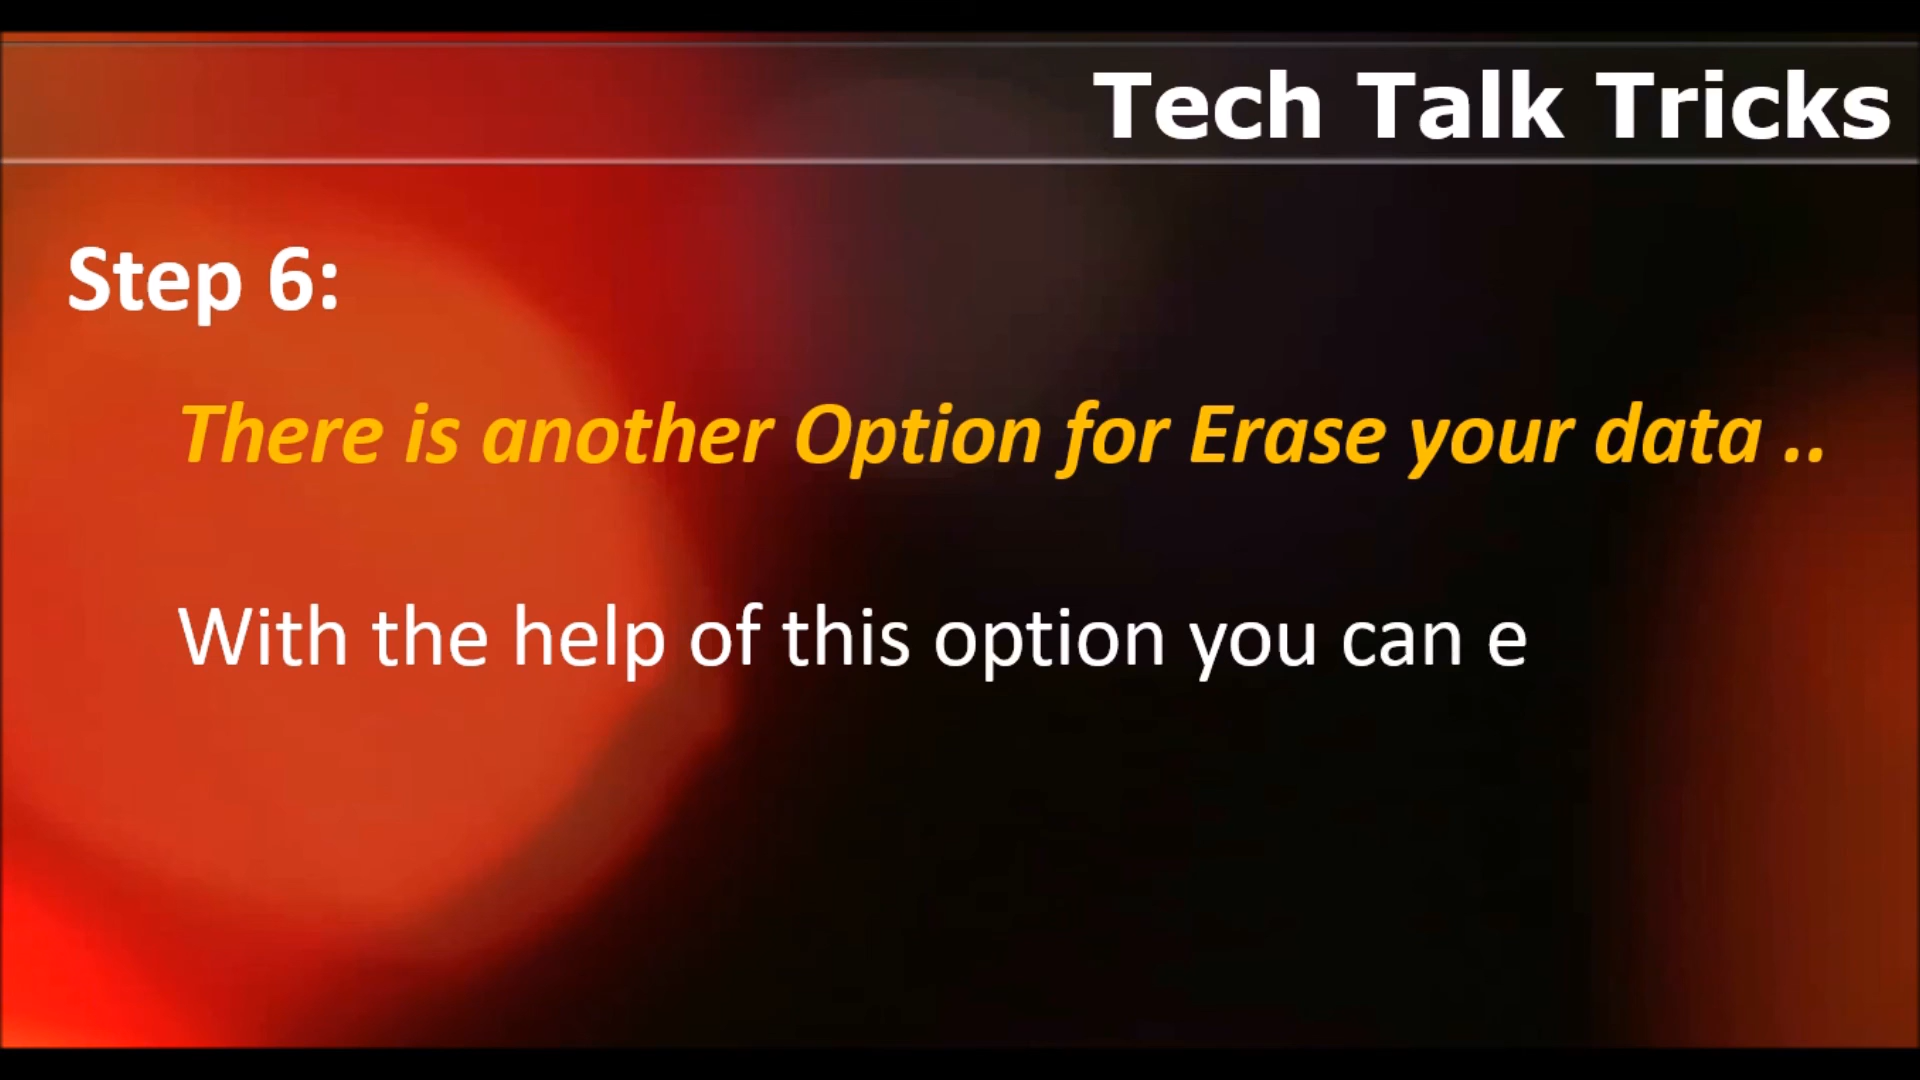 Tech Talk Tricks
Step 6:
There is another Option for Erase your data ..
With the help of this option you can e